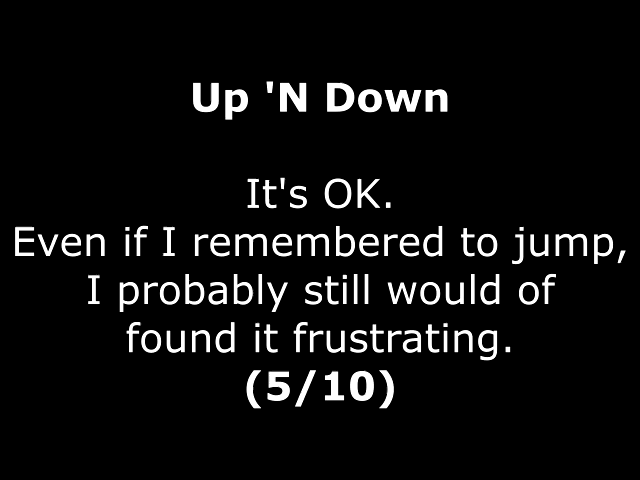 Up 'N Down
It's OK.
Even if I remembered to jump,
I probably still would of
found it frustrating.
(5/10)